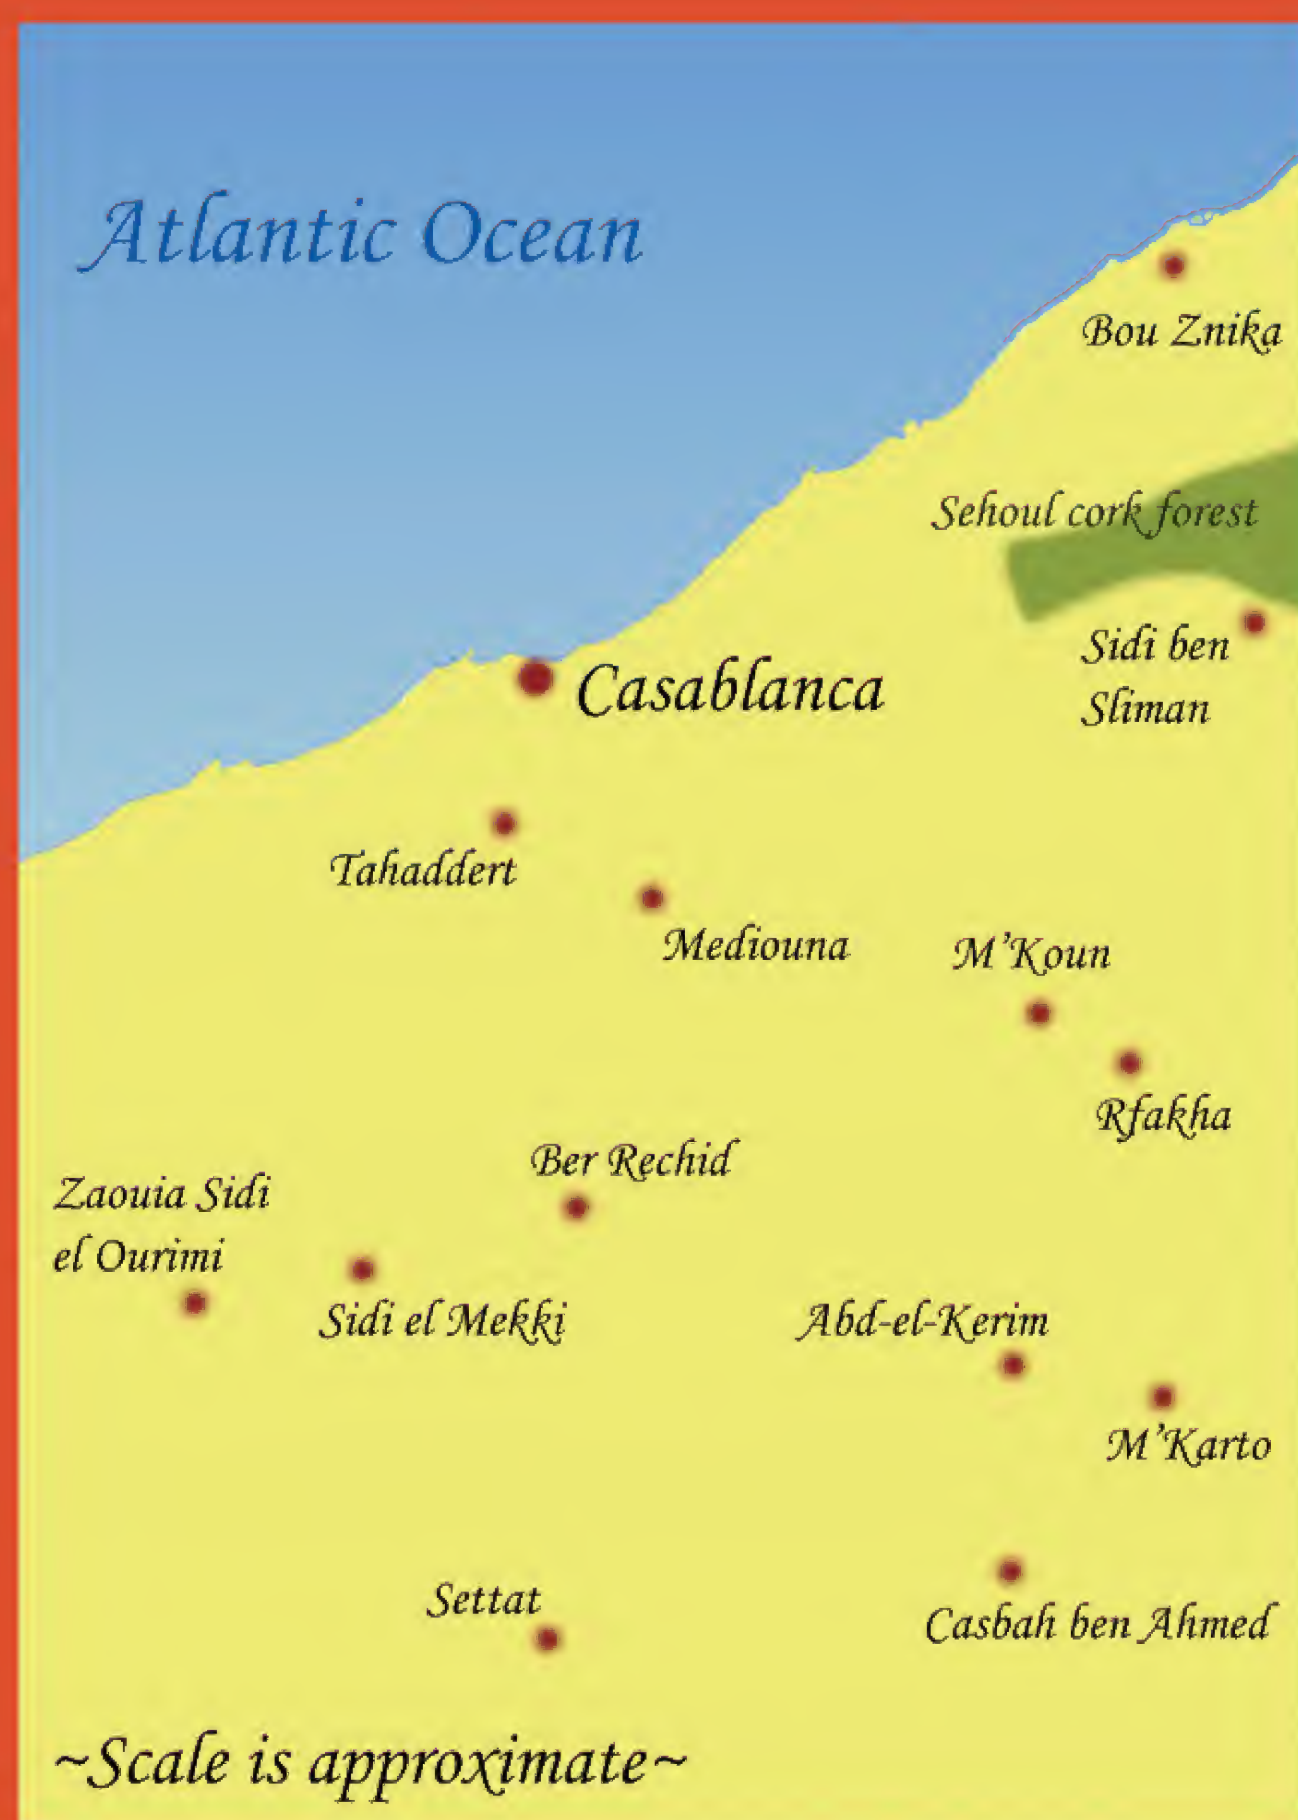 Atlantic Ocean
Bou Znika
Sehoul cork forest
Sidi ben
Sliman
Casablanca
Tahaddert
Mediouna
M’Koun
Rfakha
Ber Rechid
Zaouia Sidi
el Ourimi
Sidi el Mekki
Abd-el-Kerim
M’Karto
Settat
Casbah ben Ahmed
~Scale is approximate~